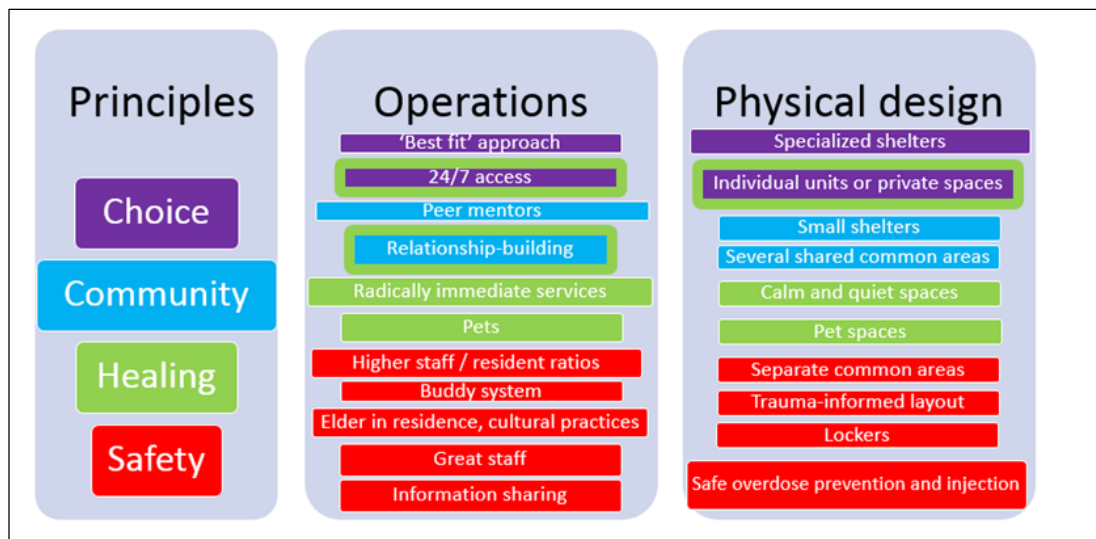 Principles
Choice
Community
Healing
Safety
Operations
‘Best fit’ approach
24/7 access
Peer mentors
Relationship-building
Radically immediate services
Pets
Higher staff / resident ratios
Buddy system
Elder in residence, cultural practices
Great staff
Information sharing
Physical design
Specialized shelters
Individual units or private spaces
Small shelters
Several shared common areas
Calm and quiet spaces
Pet spaces
Separate common areas
Trauma-informed layout
Lockers
Safe overdose prevention and injection